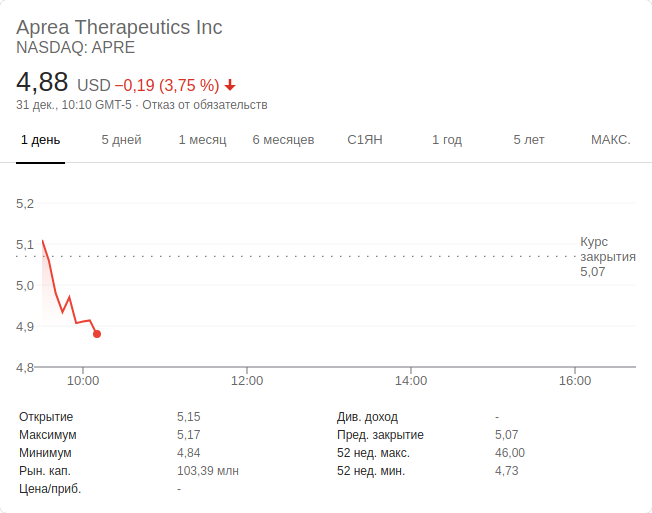 Aprea Therapeutics Inc
NASDAQ: APRE
4,88 USD −0,19 (3,75 %)
31 дек., 10:10 GMT-5 · Отказ от обязательств
1 день 5 дней 1 месяц 6 месяцев С1ЯН 1 год 5 лет МАКС.
5,2
5,1
Курс
закрытия
5,07
5,0
4,9
4,8
10:00 12:00 14:00 16:00
Открытие 5,15 Див. доход -
Максимум 5,17 Пред. закрытие 5,07
Минимум 4,84 52 нед. макс. 46,00
Рын. кап. 103,39 млн 52 нед. мин. 4,73
Цена/приб. -